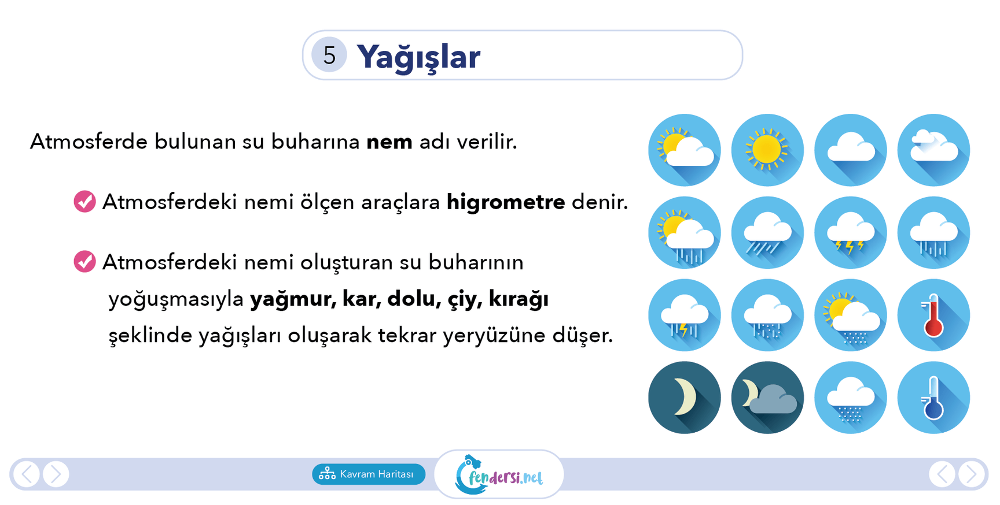 5 Yağışlar
Atmosferde bulunan su buharına nem adı verilir.
Atmosferdeki nemi ölçen araçlara higrometre denir.
Atmosferdeki nemi oluşturan su buharının
yoğuşmasıyla yağmur, kar, dolu, çiy, kırağı
şeklinde yağışları oluşarak tekrar yeryüzüne düşer.
Kavram Haritası
fendersi.net